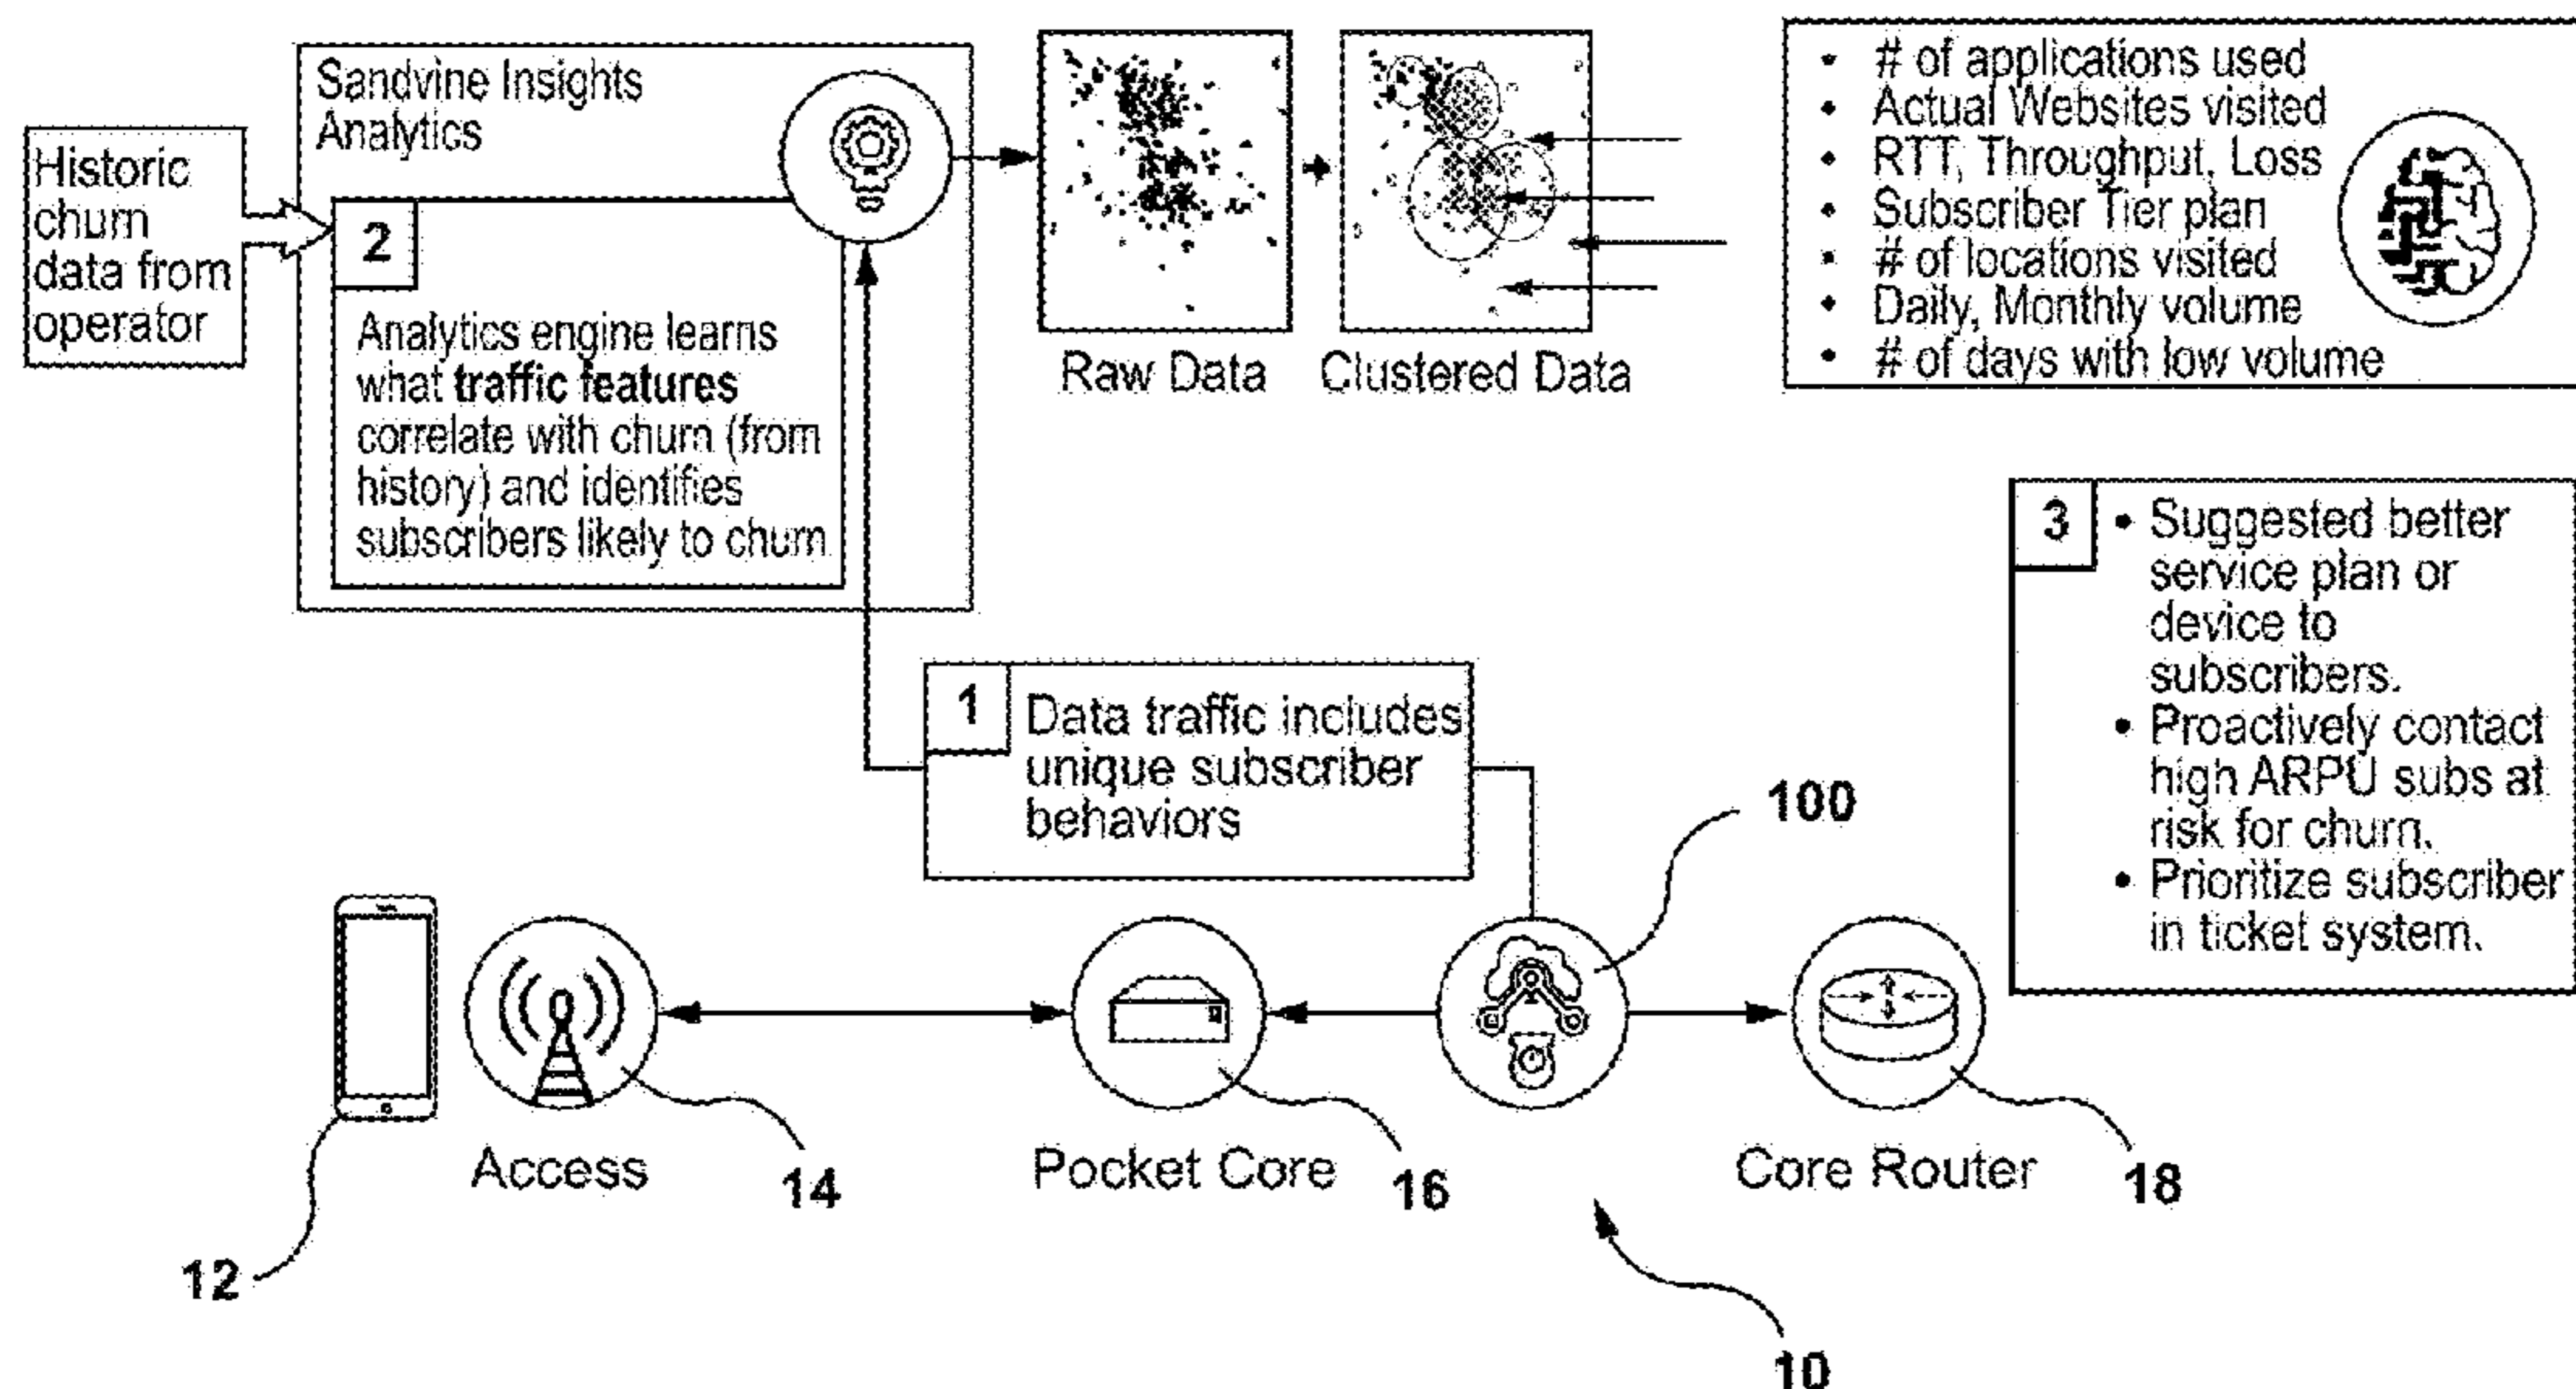 Historic
churn
data from
operator
Sandvine Insights
Analytics
2
Analytics engine learns
what traffic features
correlate with churn (from
history) and identifies
subscribers likely to churn
Raw Data
Clustered Data
• # of applications used
• Actual Websites visited
• RTT, Throughput, Loss
• Subscriber Tier plan
• # of locations visited
• Daily, Monthly volume
• # of days with low volume
3
• Suggested better
service plan or
device to
subscribers.
• Proactively contact
high ARPU subs at
risk for churn.
• Prioritize subscriber
in ticket system.
1
Data traffic includes
unique subscriber
behaviors
100
Access
14
Pocket Core
16
Core Router
18
12
10